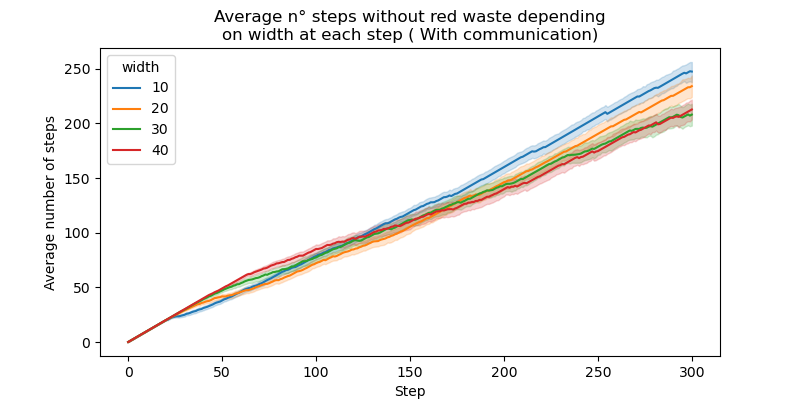 Average n° steps without red waste depending
on width at each step ( With communication)
width
10
20
30
40
Average number of steps
250
200
150
100
50
0
0 50 100 150 200 250 300
Step